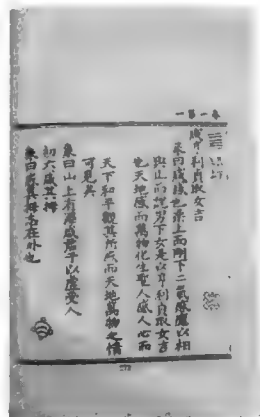 咸亨利貞取女吉
彖曰咸感也柔上而剛下二氣感應以相
與止而說男下女是以亨利貞取女吉
也天地感而萬物化生聖人感人心而
天下和平觀其所感而天地萬物之情
可見矣
象曰山上有澤咸君子以虛受人
初六咸其拇
象曰咸其拇志在外也